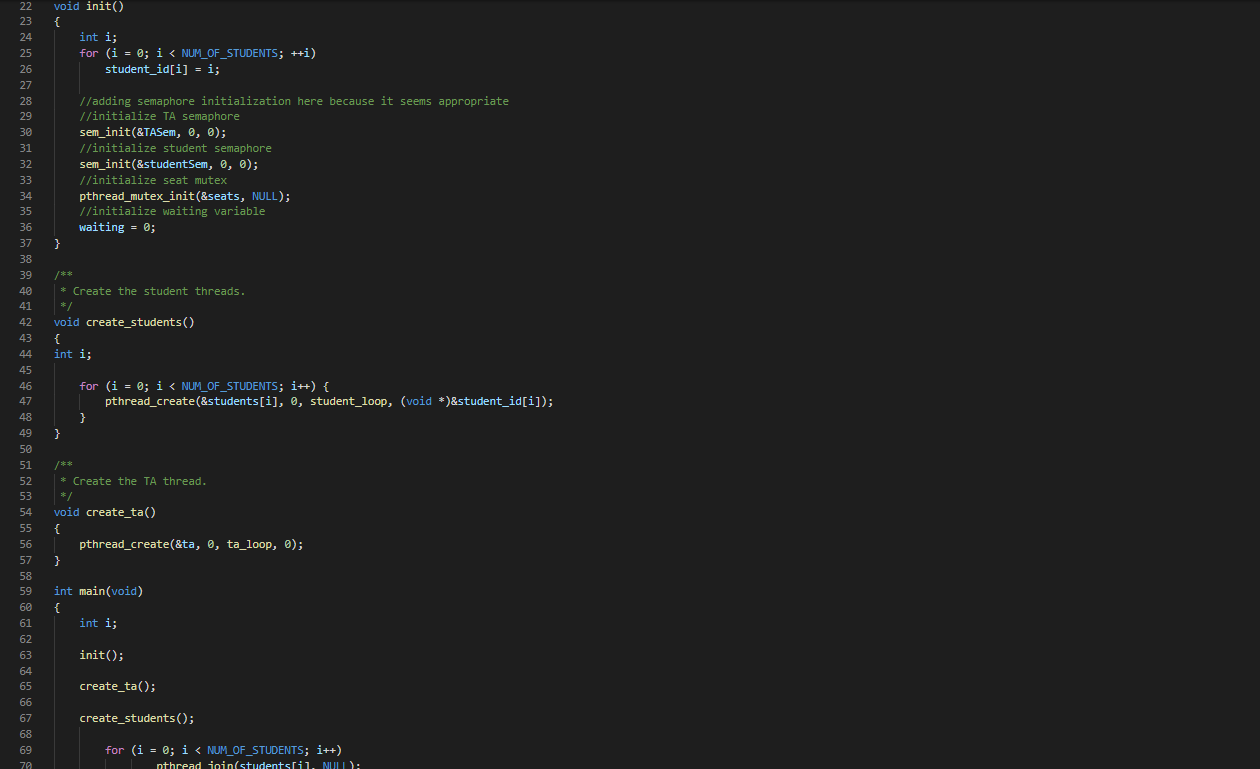 22 void init()
23 {
24 int i;
25 for (i = 0; i < NUM_OF_STUDENTS; ++i)
26 student_id[i] = i;
27
28 //adding semaphore initialization here because it seems appropriate
29 //initialize TA semaphore
30 sem_init(&TASem, 0, 0);
31 //initialize student semaphore
32 sem_init(&studentSem, 0, 0);
33 //initialize seat mutex
34 pthread_mutex_init(&seats, NULL);
35 //initialize waiting variable
36 waiting = 0;
37 }
38
39 /**
40 * Create the student threads.
41 */
42 void create_students()
43 {
44 int i;
45
46 for (i = 0; i < NUM_OF_STUDENTS; i++) {
47 pthread_create(&students[i], 0, student_loop, (void *)&student_id[i]);
48 }
49 }
50
51 /**
52 * Create the TA thread.
53 */
54 void create_ta()
55 {
56 pthread_create(&ta, 0, ta_loop, 0);
57 }
58
59 int main(void)
60 {
61 int i;
62
63 init();
64
65 create_ta();
66
67 create_students();
68
69 for (i = 0; i < NUM_OF_STUDENTS; i++)
70 pthread_join(students[i], NULL);